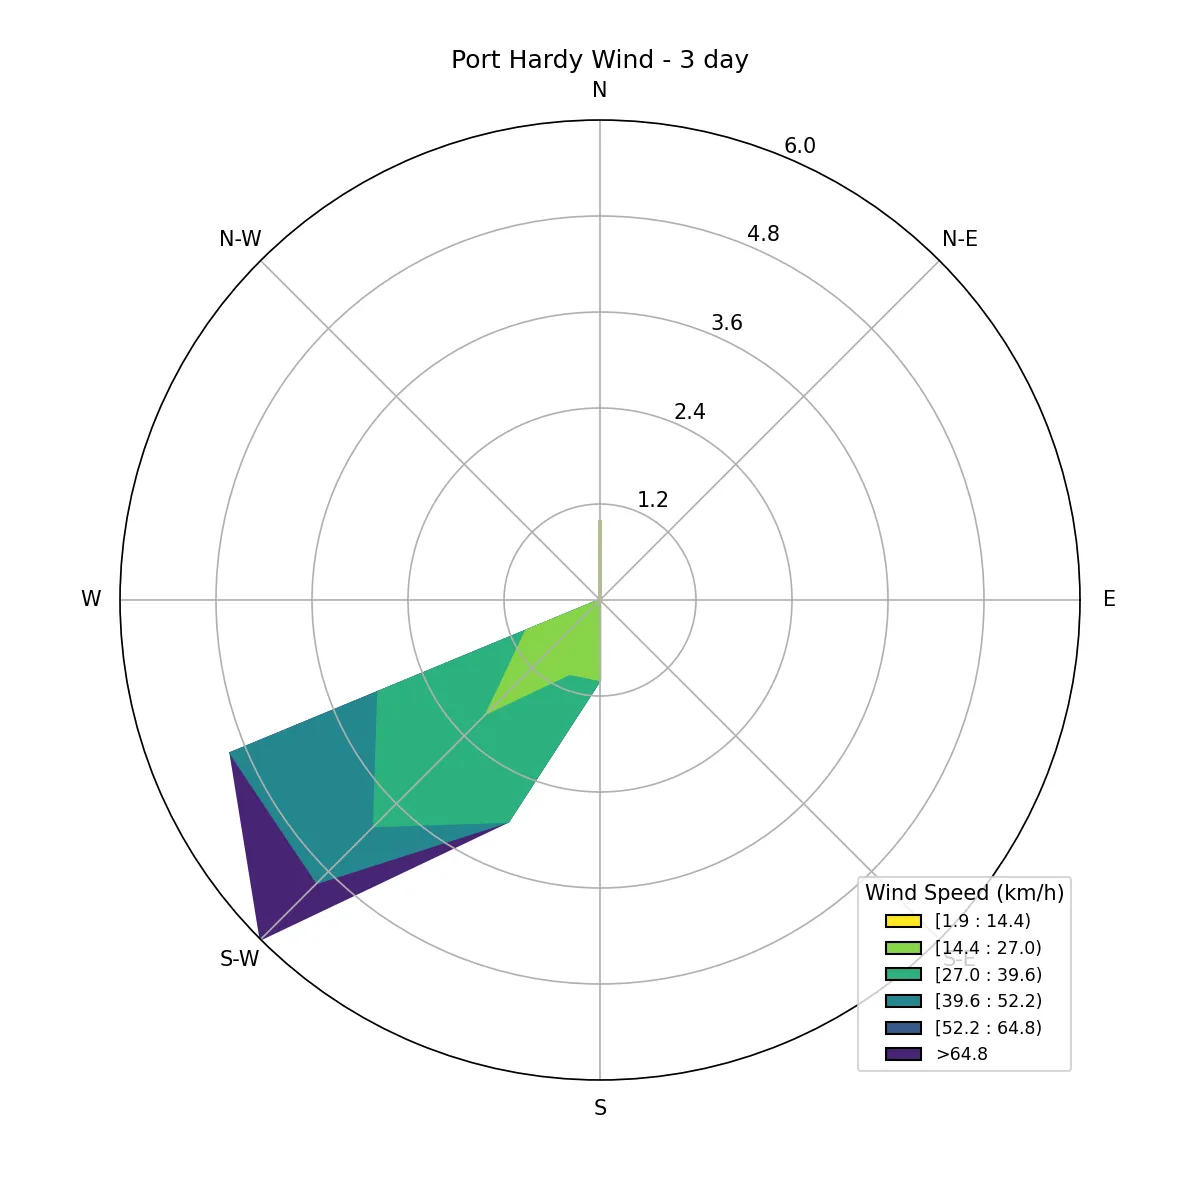 Port Hardy Wind - 3 day
N
6.0
N-W
4.8
N-E
3.6
2.4
1.2
W
E
Wind Speed (km/h)
[1.9 : 14.4)
[14.4 : 27.0)
S-W
S-E
[27.0 : 39.6)
[39.6 : 52.2)
[52.2 : 64.8)
>64.8
S